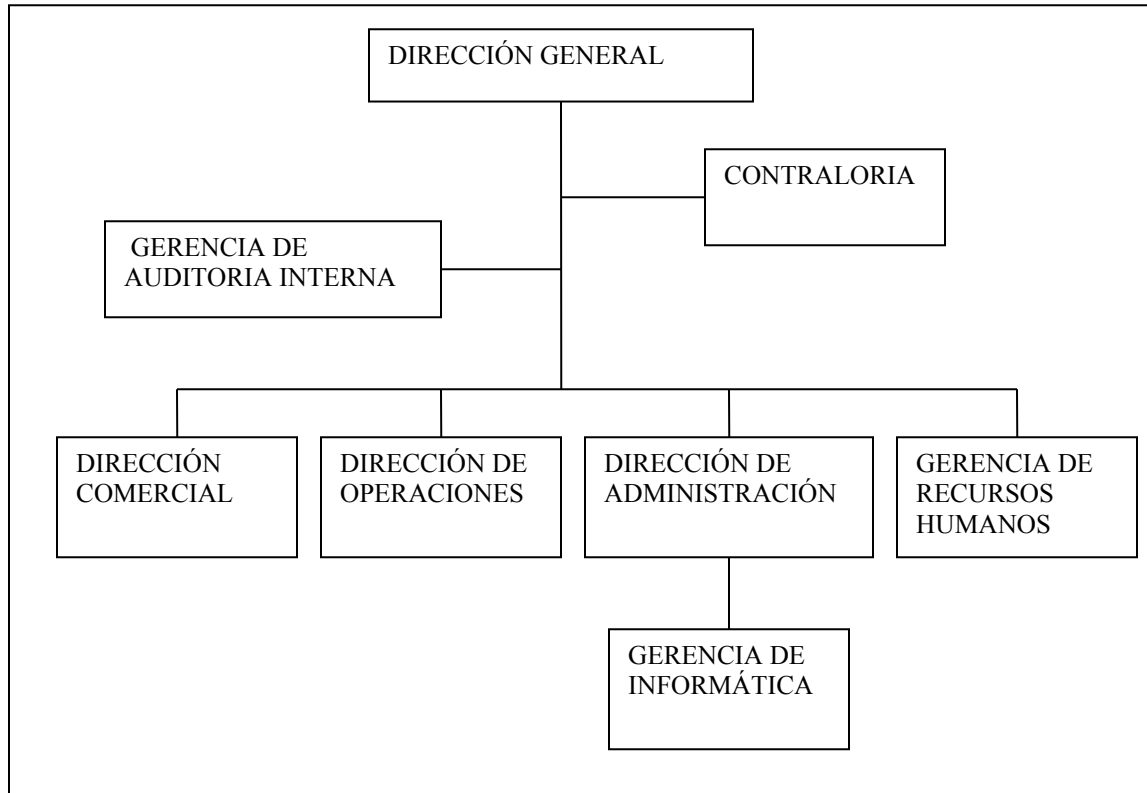 DIRECCIÓN GENERAL
CONTRALORIA
GERENCIA DE
AUDITORIA INTERNA
DIRECCIÓN
COMERCIAL
DIRECCIÓN DE
OPERACIONES
DIRECCIÓN DE
ADMINISTRACIÓN
GERENCIA DE
RECURSOS
HUMANOS
GERENCIA DE
INFORMÁTICA